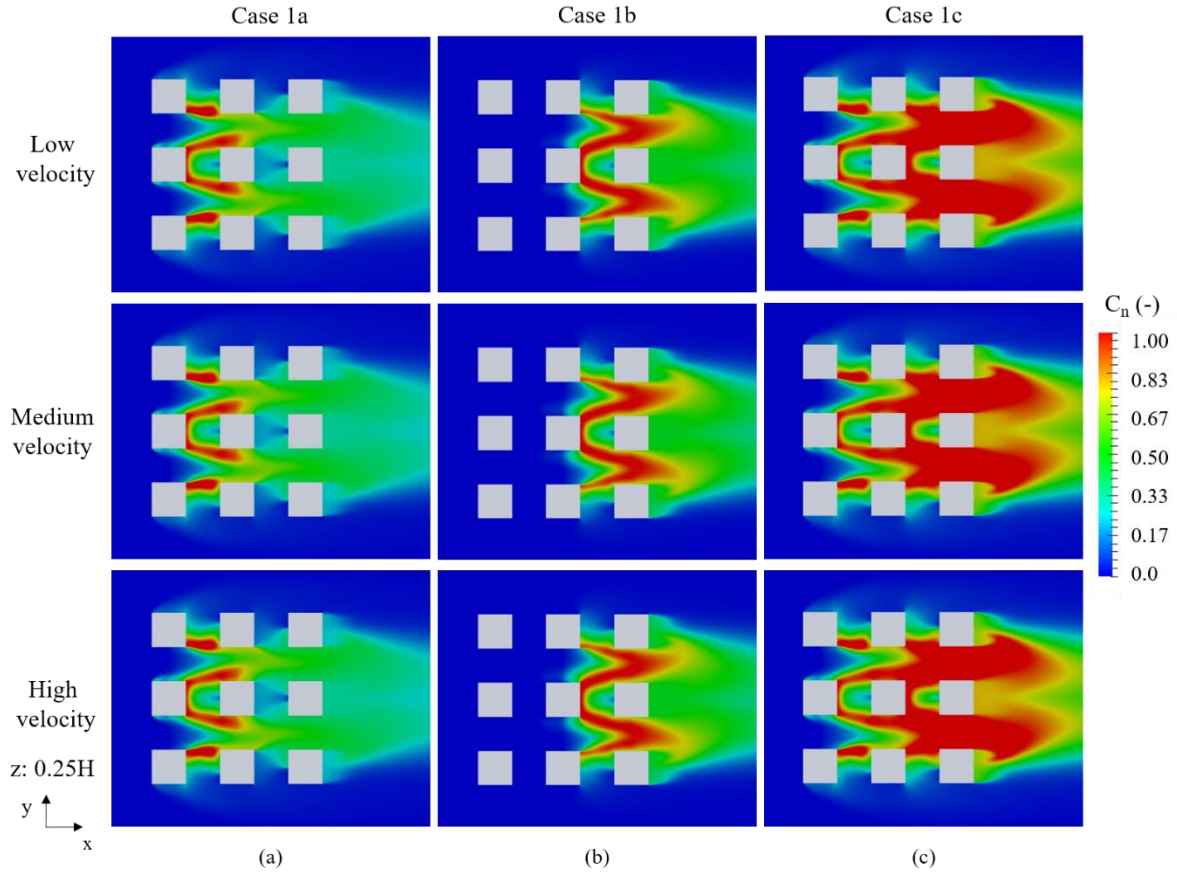 Case 1a
Case 1b
Case 1c
Low
velocity
Medium
velocity
High
velocity
C_n (-)
1.00
0.83
0.67
0.50
0.33
0.17
0.0
z: 0.25H
y
x
(a)
(b)
(c)